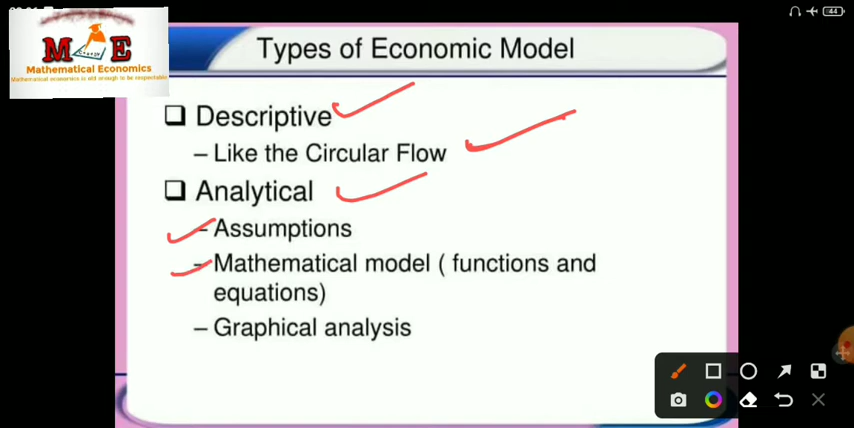 44
M E
Mathematical Economics
Types of Economic Model
Descriptive
– Like the Circular Flow
Analytical
– Assumptions
– Mathematical model ( functions and
equations)
– Graphical analysis